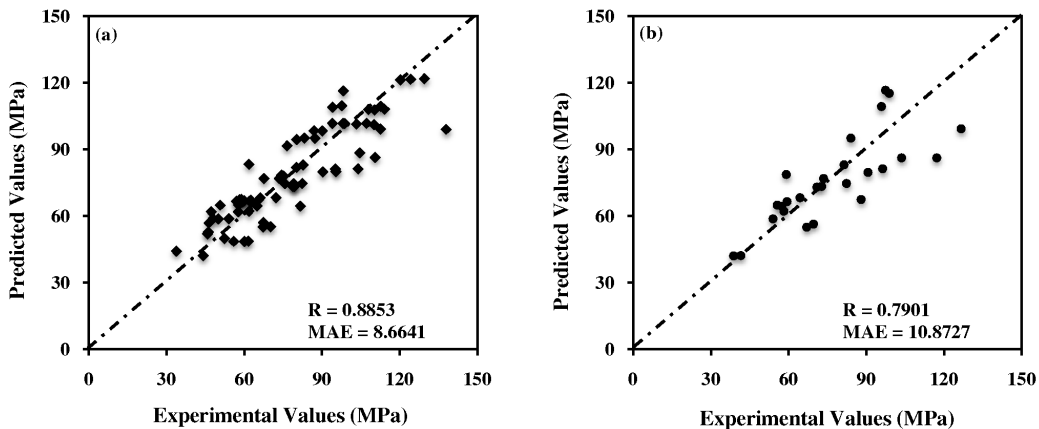 (a)
150
120
90
60
30
0
Predicted Values (MPa)
R = 0.8853
MAE = 8.6641
0 30 60 90 120 150
Experimental Values (MPa)
(b)
150
120
90
60
30
0
Predicted Values (MPa)
R = 0.7901
MAE = 10.8727
0 30 60 90 120 150
Experimental Values (MPa)